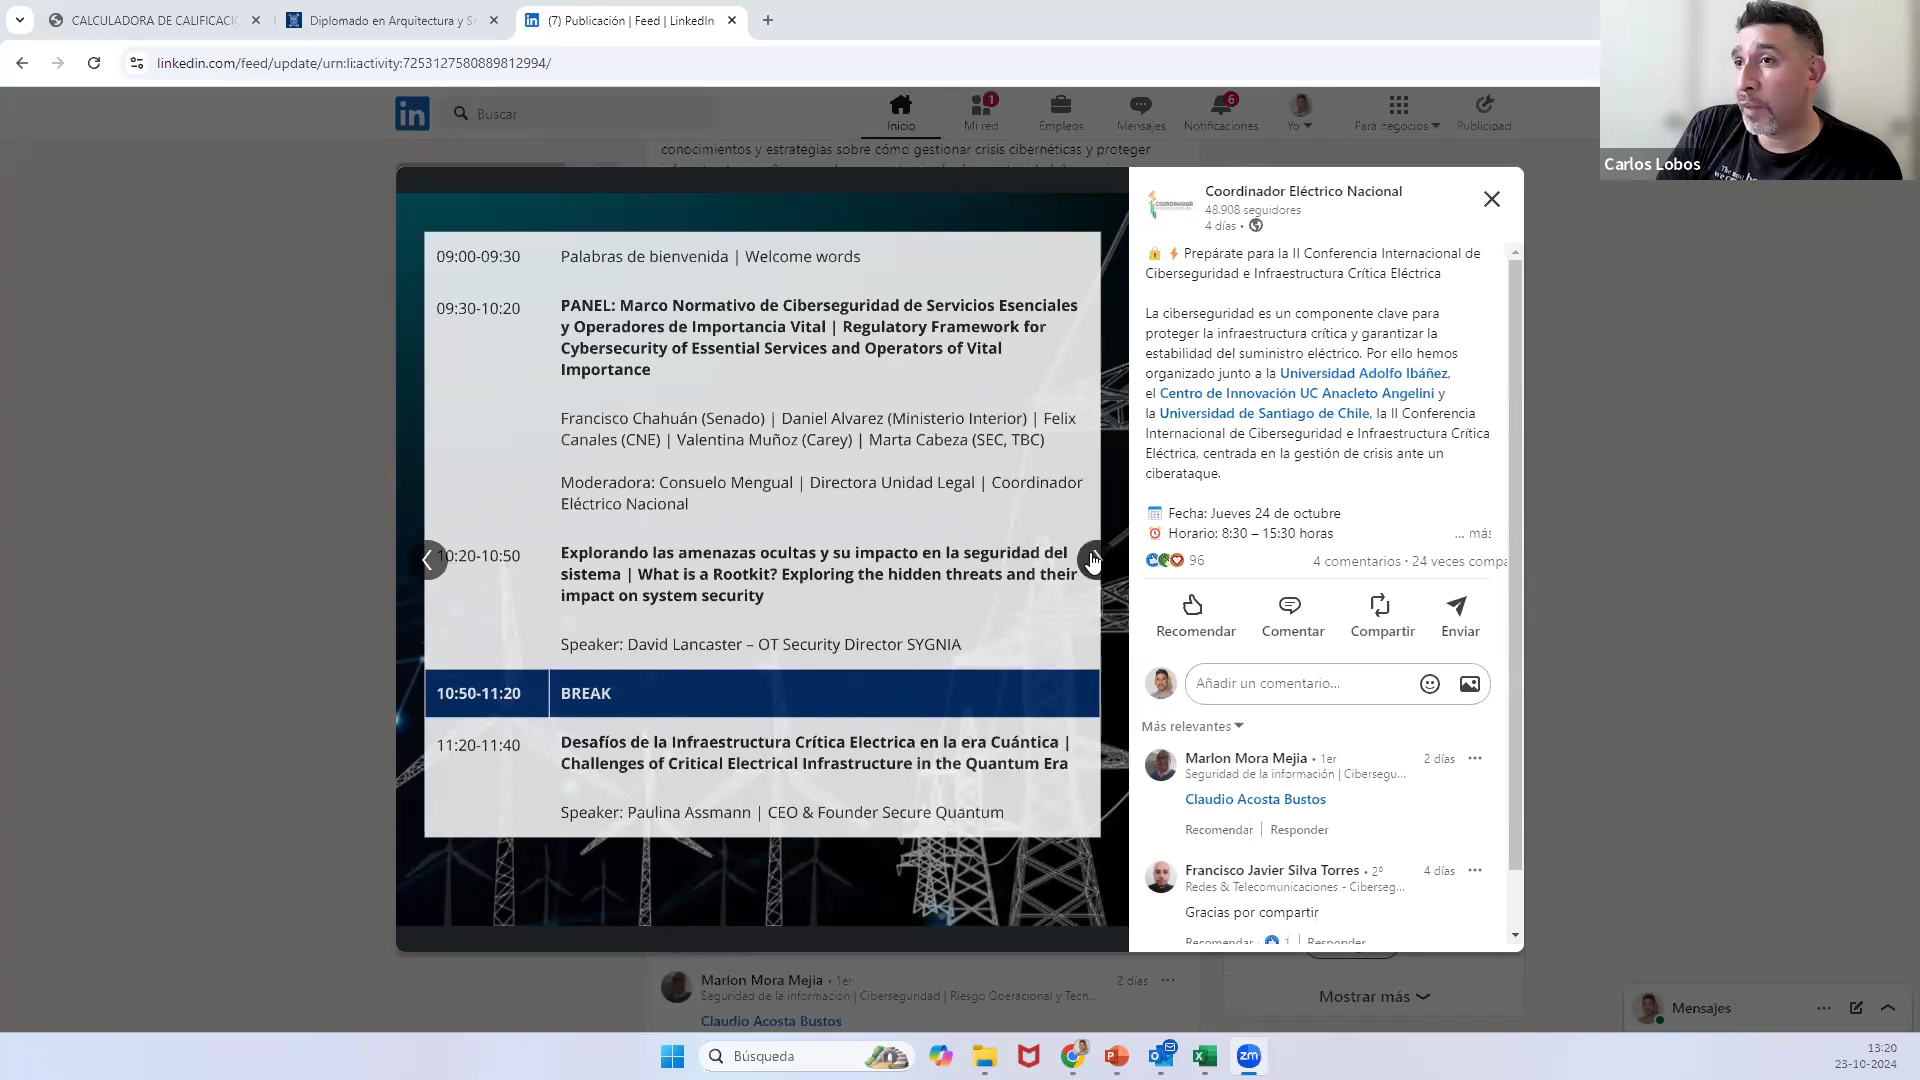 CALCULADORA DE CALIFICACI
Diplomado en Arquitectura y Se
(7) Publicación | Feed | LinkedIn
linkedin.com/feed/update/urn:li:activity:7253127580889812994/
Buscar
Inicio
1
Mi red
Empleos
Mensajes
6
Notificaciones
Yo
Para negocios
Publicidad
Carlos Lobos
conocimientos y estrategias sobre cómo gestionar crisis cibernéticas y proteger
09:00-09:30 Palabras de bienvenida | Welcome words
09:30-10:20 PANEL: Marco Normativo de Ciberseguridad de Servicios Esenciales
y Operadores de Importancia Vital | Regulatory Framework for
Cybersecurity of Essential Services and Operators of Vital
Importance
Francisco Chahuán (Senado) | Daniel Alvarez (Ministerio Interior) | Felix
Canales (CNE) | Valentina Muñoz (Carey) | Marta Cabeza (SEC, TBC)
Moderadora: Consuelo Mengual | Directora Unidad Legal | Coordinador
Eléctrico Nacional
10:20-10:50 Explorando las amenazas ocultas y su impacto en la seguridad del
sistema | What is a Rootkit? Exploring the hidden threats and their
impact on system security
Speaker: David Lancaster – OT Security Director SYGNIA
10:50-11:20 BREAK
11:20-11:40 Desafíos de la Infraestructura Crítica Electrica en la era Cuántica |
Challenges of Critical Electrical Infrastructure in the Quantum Era
Speaker: Paulina Assmann | CEO & Founder Secure Quantum
COORDINADOR
Coordinador Eléctrico Nacional
48.908 seguidores
4 días •
Prepárate para la II Conferencia Internacional de
Ciberseguridad e Infraestructura Crítica Eléctrica
La ciberseguridad es un componente clave para
proteger la infraestructura crítica y garantizar la
estabilidad del suministro eléctrico. Por ello hemos
organizado junto a la Universidad Adolfo Ibáñez,
el Centro de Innovación UC Anacleto Angelini y
la Universidad de Santiago de Chile, la II Conferencia
Internacional de Ciberseguridad e Infraestructura Crítica
Eléctrica, centrada en la gestión de crisis ante un
ciberataque.
Fecha: Jueves 24 de octubre
Horario: 8:30 – 15:30 horas
... más
96
4 comentarios • 24 veces compa
Recomendar
Comentar
Compartir
Enviar
Añadir un comentario...
Más relevantes
Marlon Mora Mejia • 1er
2 días
Seguridad de la información | Cibersegu...
Claudio Acosta Bustos
Recomendar | Responder
Francisco Javier Silva Torres • 2º
4 días
Redes & Telecomunicaciones - Ciberseg...
Gracias por compartir
Recomendar • 1 | Responder
Marlon Mora Mejia • 1er
2 días
Seguridad de la información | Ciberseguridad | Riesgo Operacional y Tecn...
Claudio Acosta Bustos
Mostrar más
Mensajes
Búsqueda
zm
13:20
23-10-2024